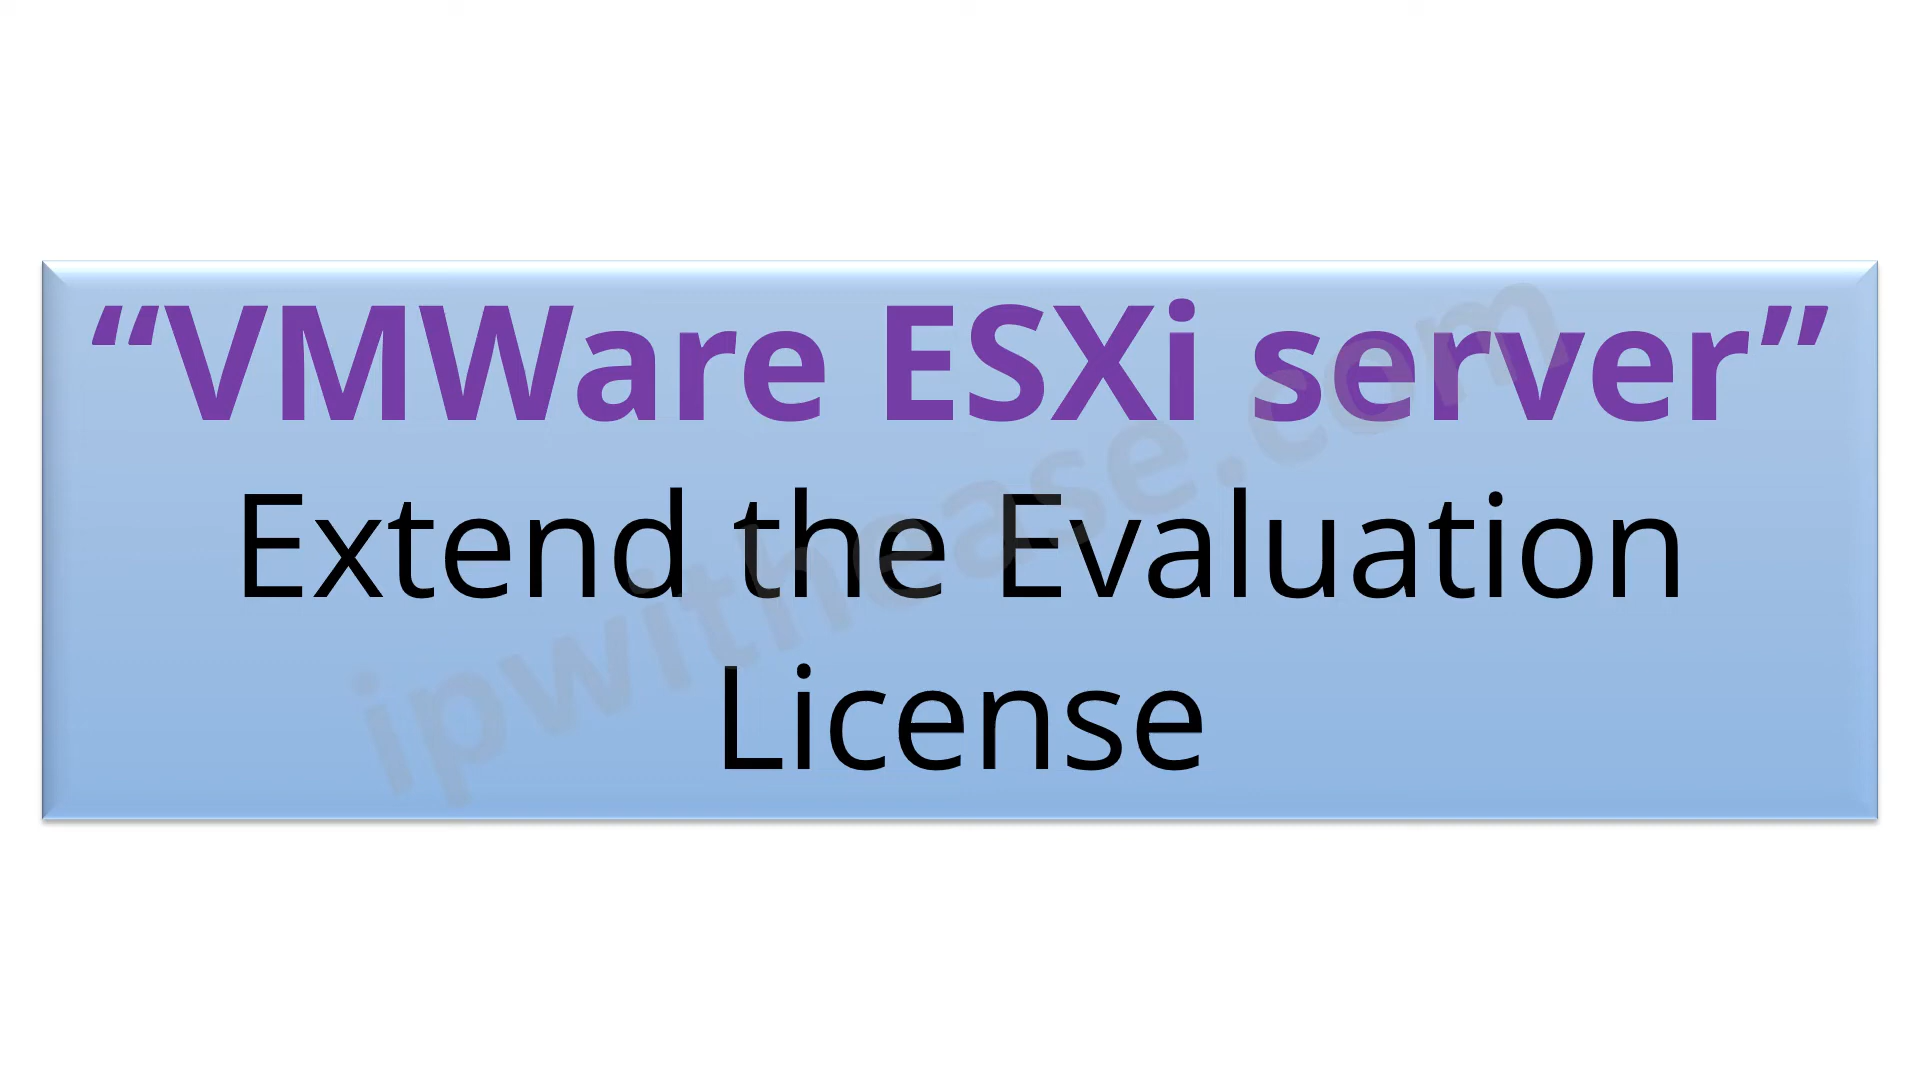 “VMWare ESXi server”
Extend the Evaluation
License
ipwithease.com